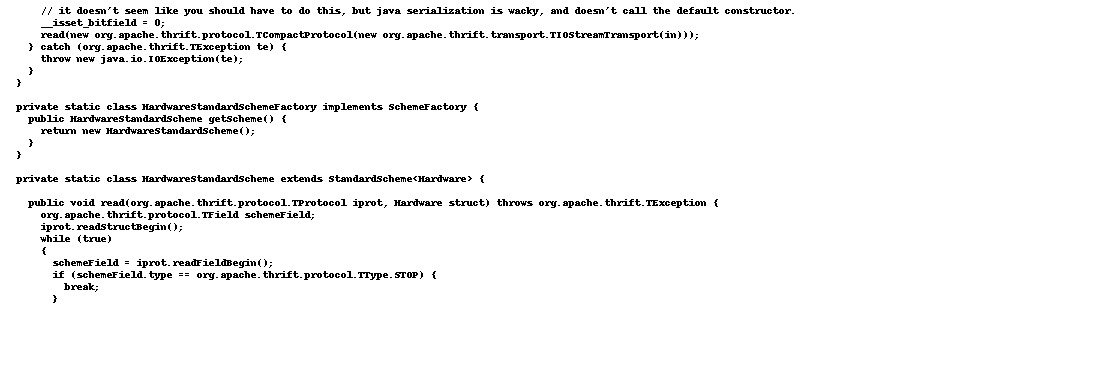 // it doesn't seem like you should have to do this, but java serialization is wacky, and doesn't call the default constructor.
__isset_bitfield = 0;
read(new org.apache.thrift.protocol.TCompactProtocol(new org.apache.thrift.transport.TIOStreamTransport(in)));
} catch (org.apache.thrift.TException te) {
throw new java.io.IOException(te);
}
}
private static class HardwareStandardSchemeFactory implements SchemeFactory {
public HardwareStandardScheme getScheme() {
return new HardwareStandardScheme();
}
}
private static class HardwareStandardScheme extends StandardScheme<Hardware> {
public void read(org.apache.thrift.protocol.TProtocol iprot, Hardware struct) throws org.apache.thrift.TException {
org.apache.thrift.protocol.TField schemeField;
iprot.readStructBegin();
while (true)
{
schemeField = iprot.readFieldBegin();
if (schemeField.type == org.apache.thrift.protocol.TType.STOP) {
break;
}